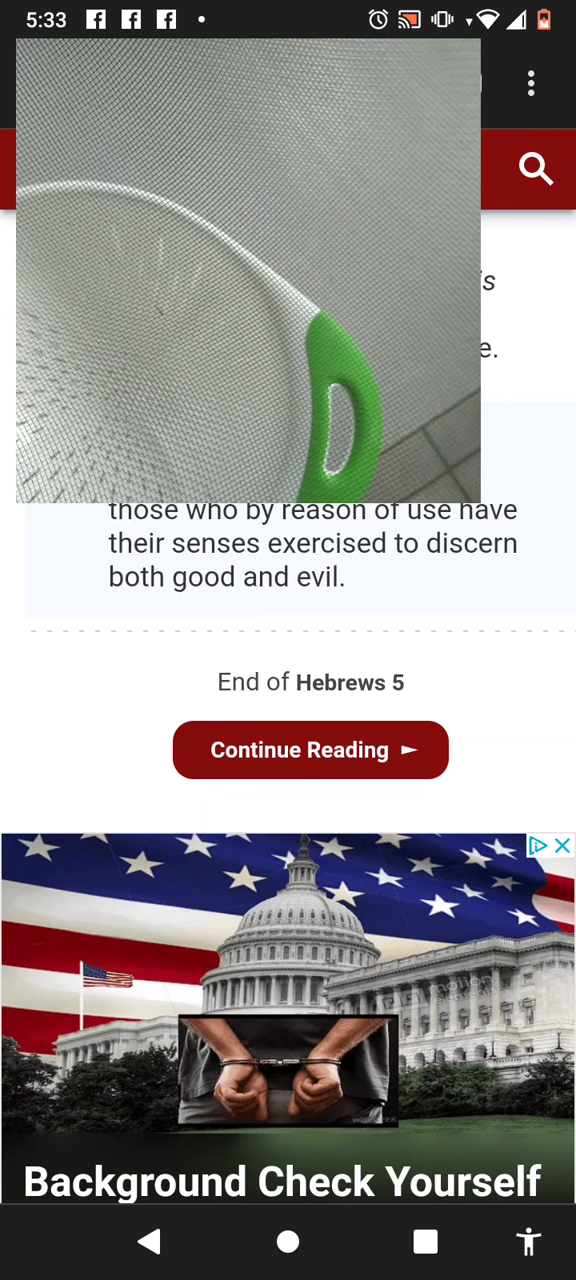 5:33
s
e.
those who by reason of use have
their senses exercised to discern
both good and evil.
End of Hebrews 5
Continue Reading ►
Background Check Yourself